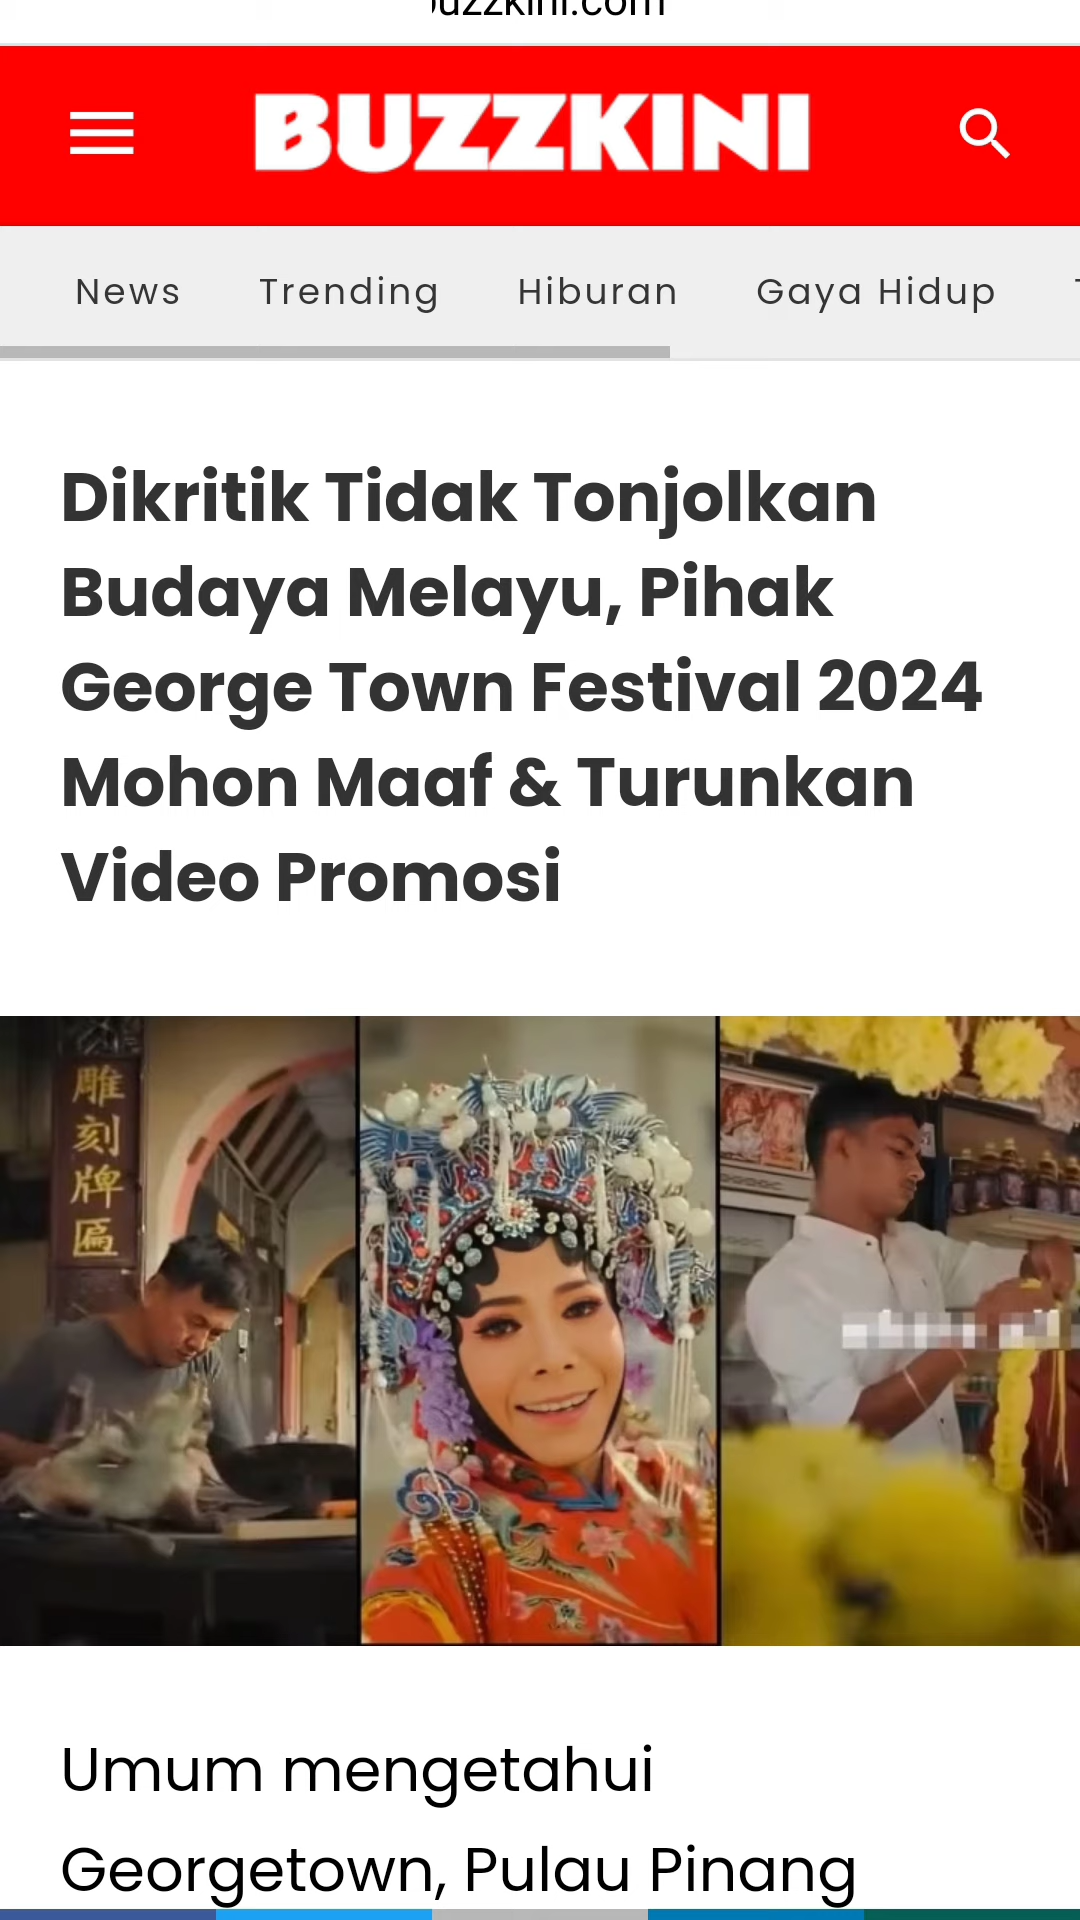 BUZZKINI
News Trending Hiburan Gaya Hidup
Dikritik Tidak Tonjolkan
Budaya Melayu, Pihak
George Town Festival 2024
Mohon Maaf & Turunkan
Video Promosi
雕
刻
牌
匾
Umum mengetahui
Georgetown, Pulau Pinang